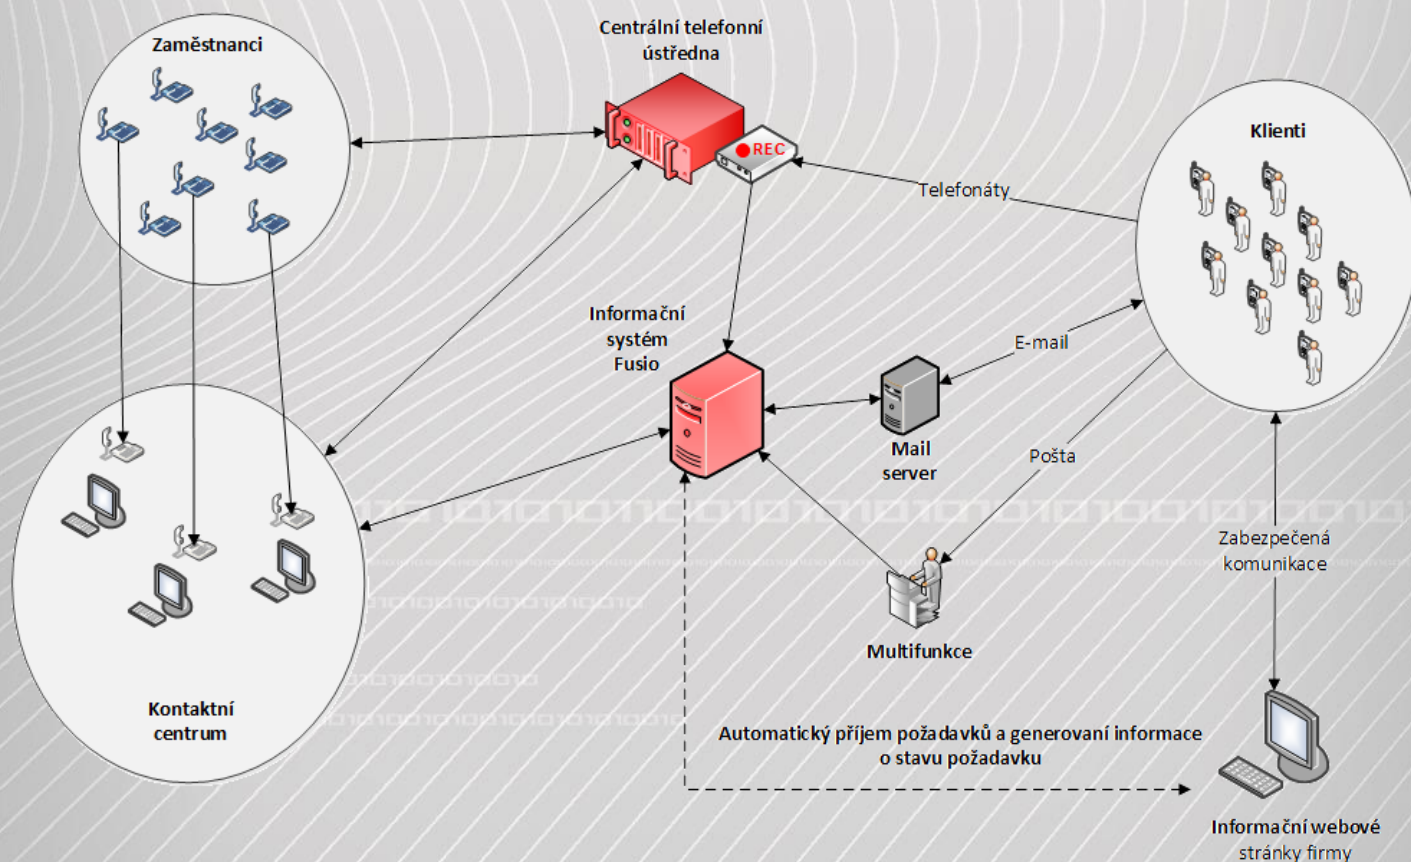 Zaměstnanci
Centrální telefonní
ústředna
REC
Telefonáty
Klienti
Informační
systém
Fusio
E-mail
Mail
server
Pošta
Multifunkce
Zabezpečená
komunikace
Kontaktní
centrum
Automatický příjem požadavků a generovaní informace
o stavu požadavku
Informační webové
stránky firmy